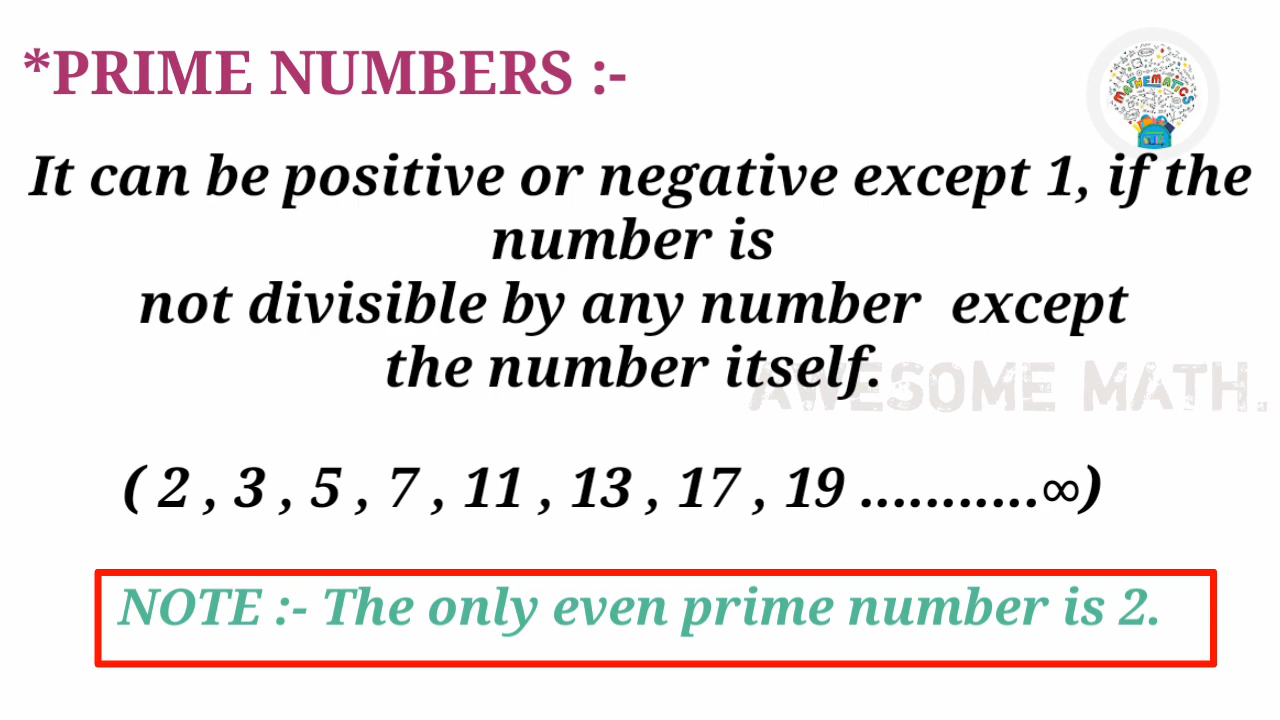 *PRIME NUMBERS :-
MATHEMATICS
It can be positive or negative except 1, if the
number is
not divisible by any number except
the number itself.
AWESOME MATH.
( 2 , 3 , 5 , 7 , 11 , 13 , 17 , 19 ...........∞)
NOTE :- The only even prime number is 2.